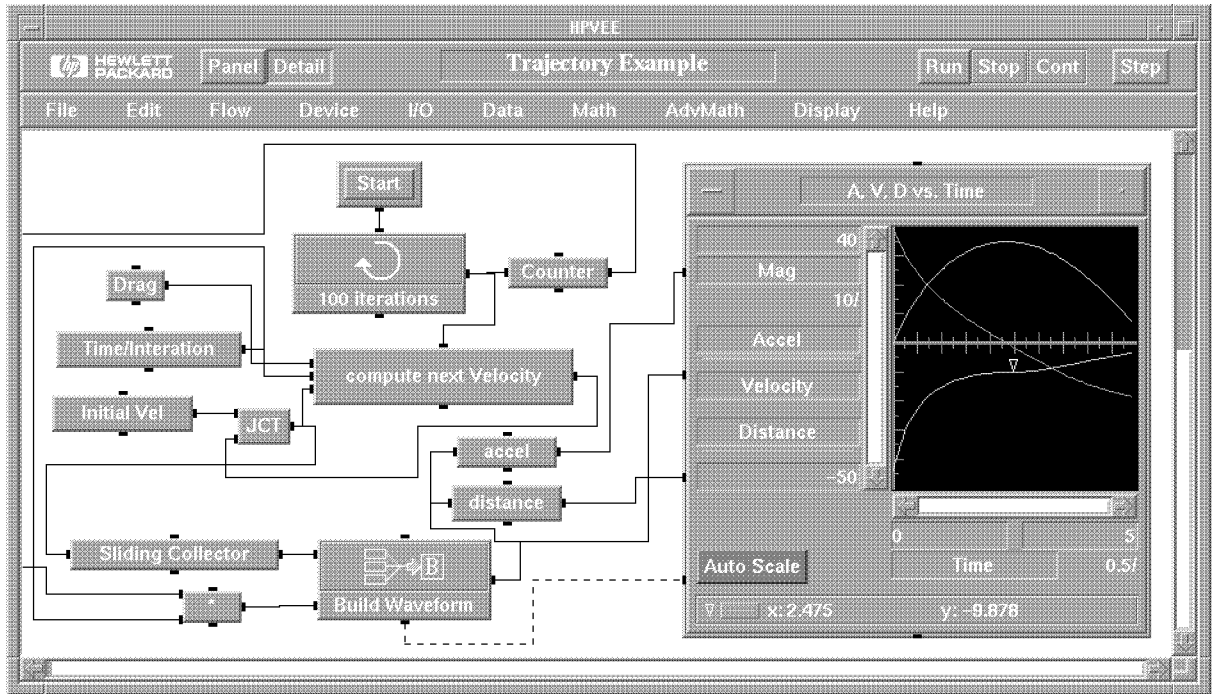 HPVEE
hp HEWLETT PACKARD Panel Detail Trajectory Example Run Stop Cont Step
File Edit Flow Device I/O Data Math AdvMath Display Help
Start
100 iterations
Counter
Drag
Time/Interation
compute next Velocity
Initial Vel
JCT
accel
distance
Sliding Collector
*
B
Build Waveform
A, V, D vs. Time
40
Mag
10/
Accel
Velocity
Distance
-50
0 5
Auto Scale Time 0.5/
x: 2.475 y: -9.878